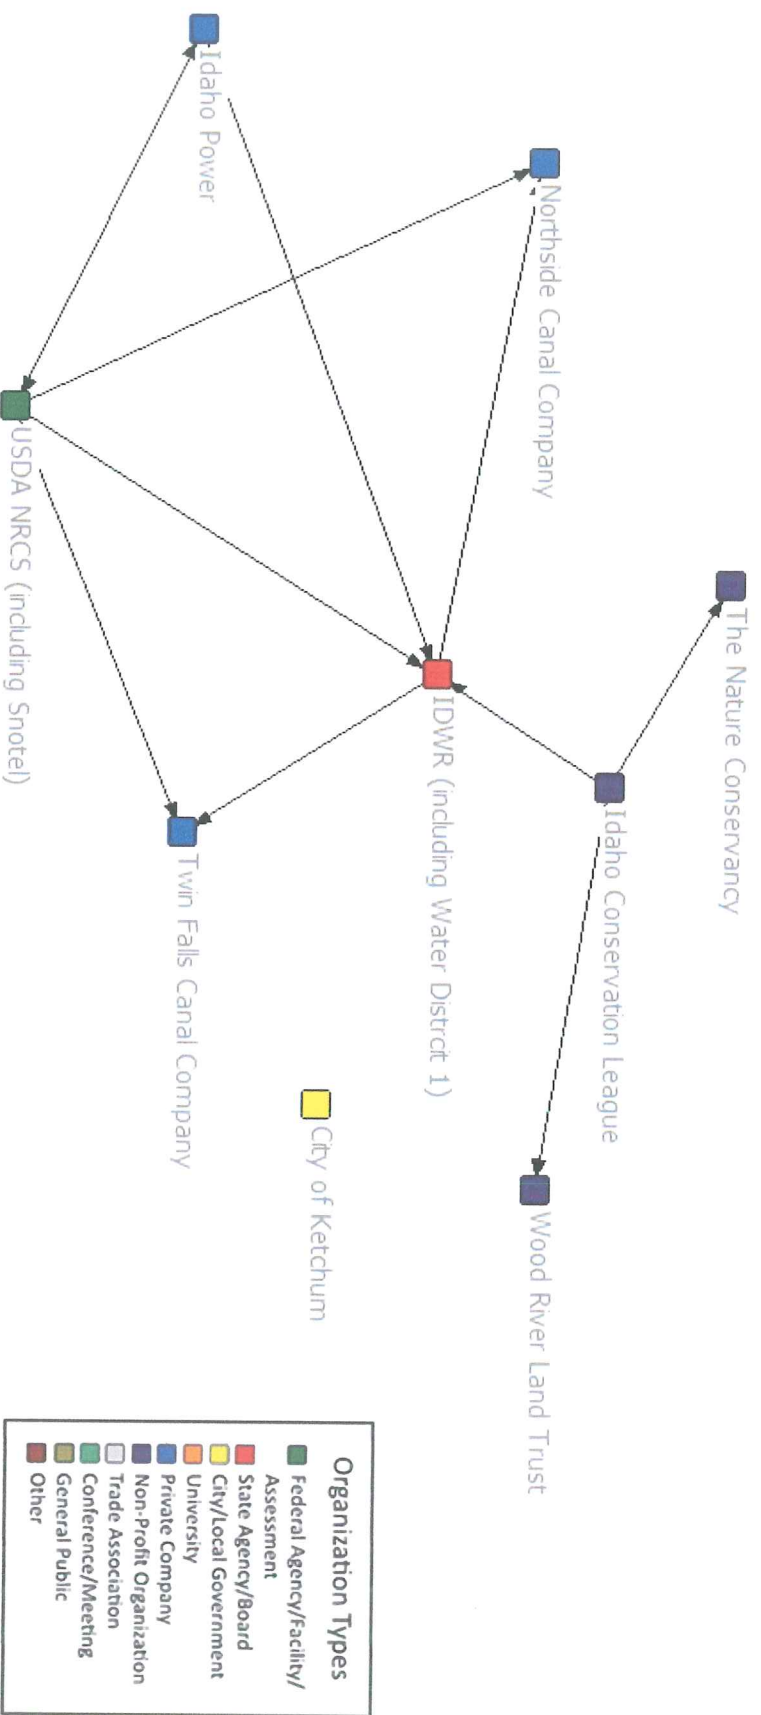 The Nature Conservancy
Idaho Conservation League
Northside Canal Company
Wood River Land Trust
IDWR (including Water Distrcit 1)
City of Ketchum
Idaho Power
Twin Falls Canal Company
USDA NRCS (including Snotel)
Organization Types
Federal Agency/Facility/
Assessment
State Agency/Board
City/Local Government
University
Private Company
Non-Profit Organization
Trade Association
Conference/Meeting
General Public
Other